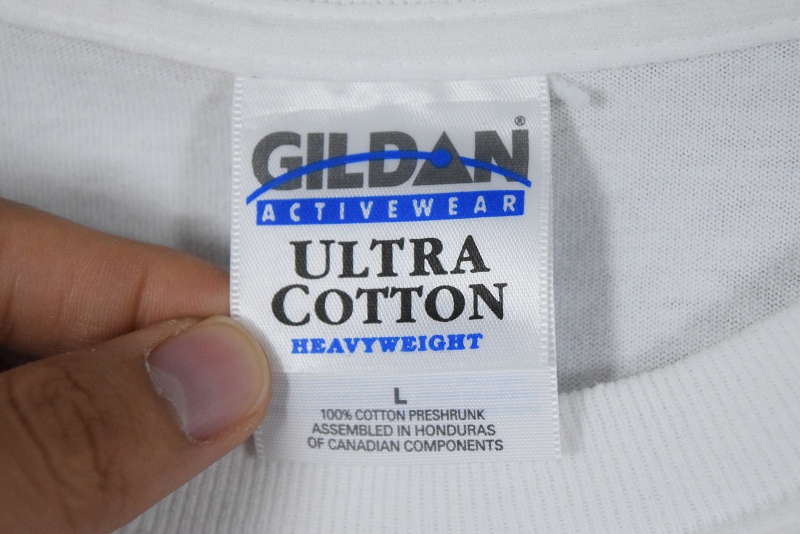 GILDAN®
ACTIVEWEAR
ULTRA
COTTON
HEAVYWEIGHT
L
100% COTTON PRESHRUNK
ASSEMBLED IN HONDURAS
OF CANADIAN COMPONENTS